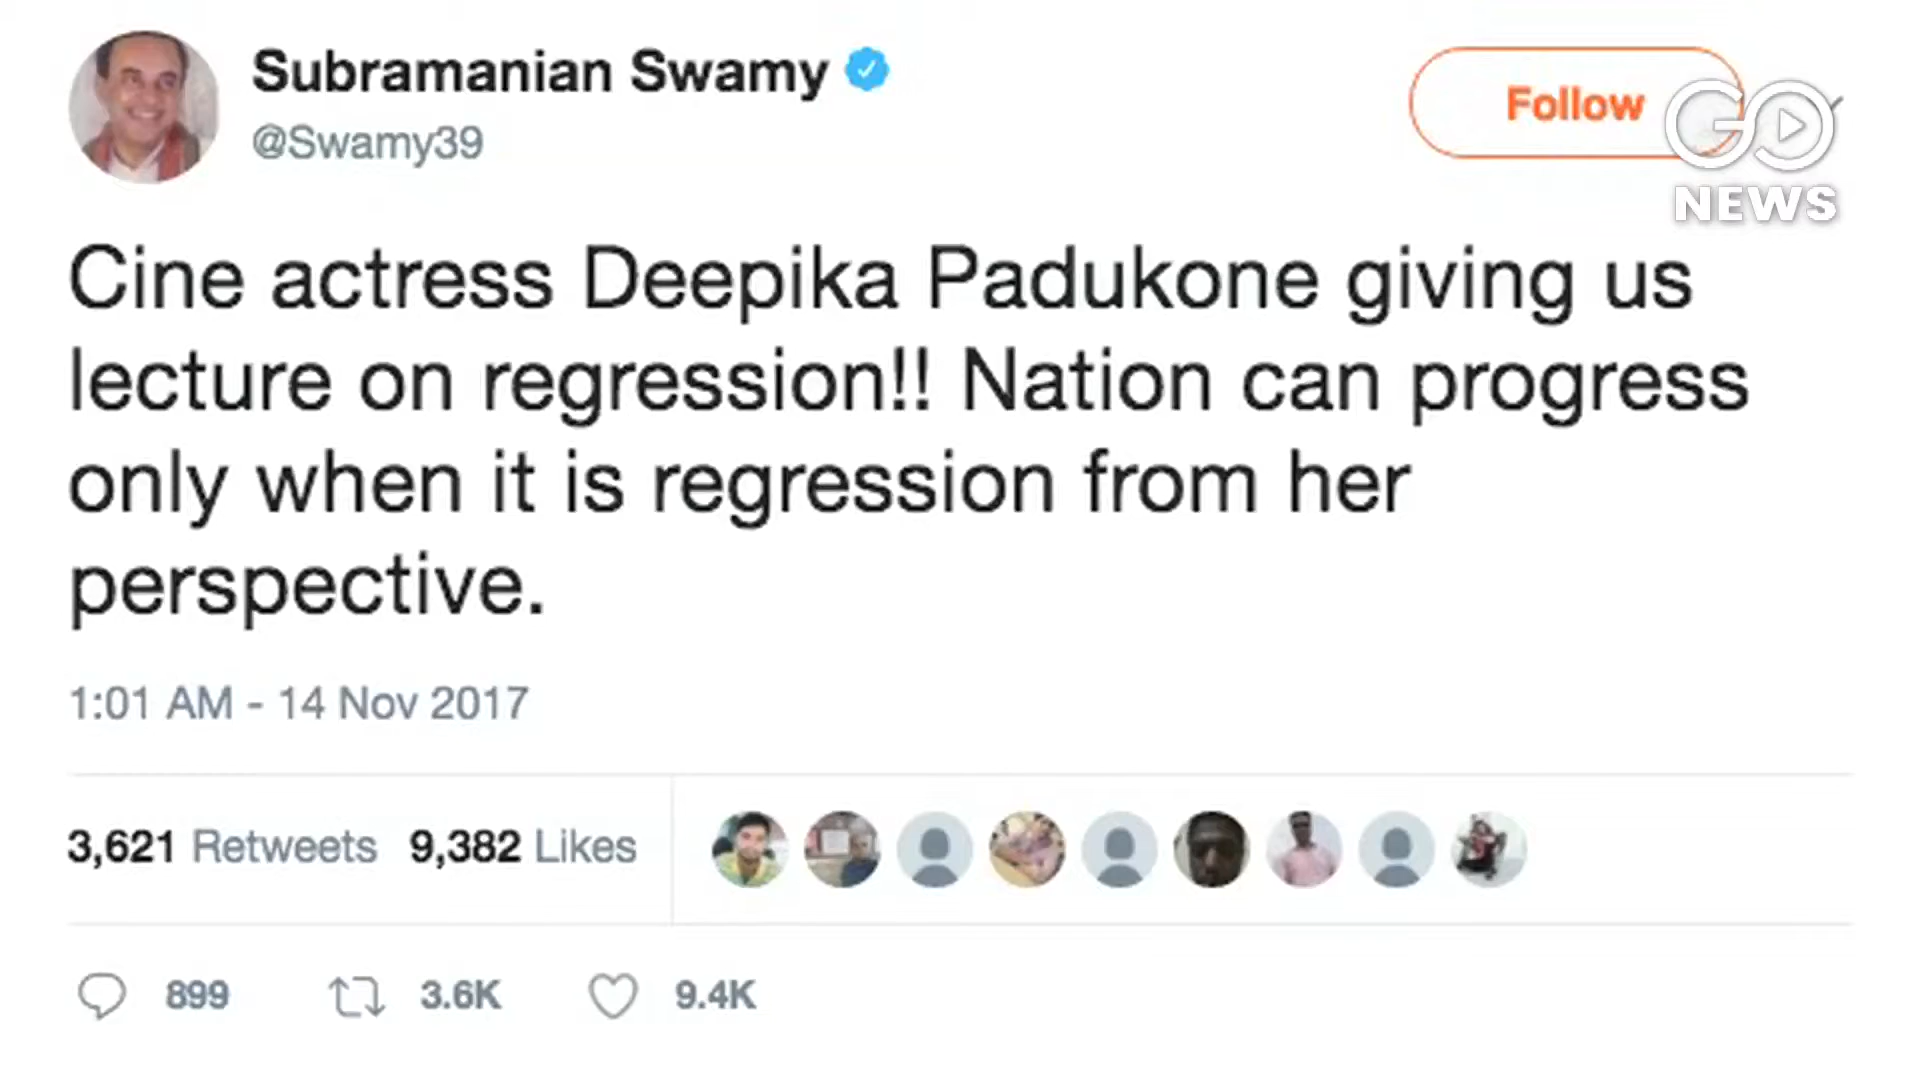 Subramanian Swamy
@Swamy39
Follow
GO
NEWS
Cine actress Deepika Padukone giving us
lecture on regression!! Nation can progress
only when it is regression from her
perspective.
1:01 AM - 14 Nov 2017
3,621 Retweets 9,382 Likes
899 3.6K 9.4K